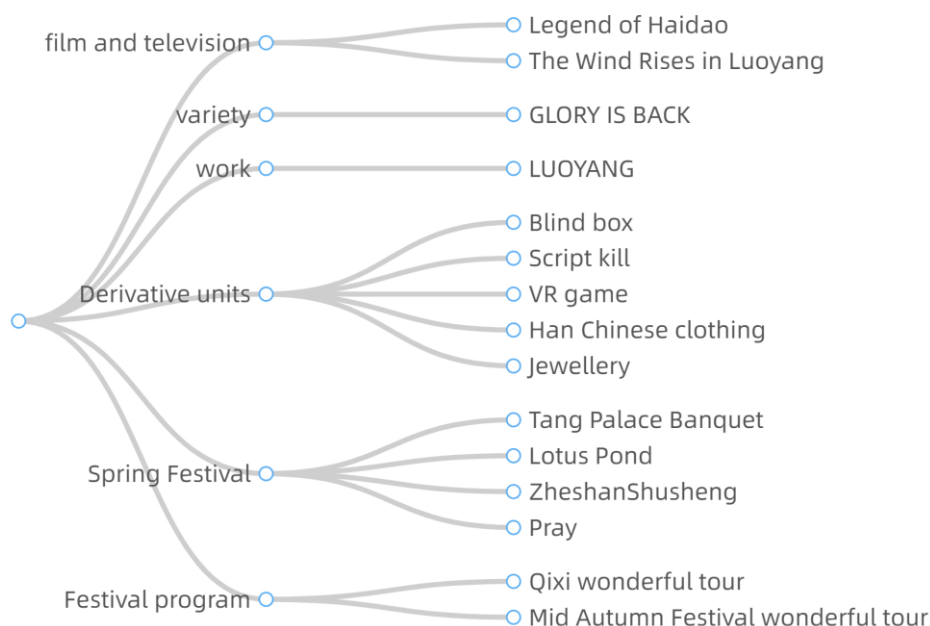 film and television
Legend of Haidao
The Wind Rises in Luoyang
variety
GLORY IS BACK
work
LUOYANG
Derivative units
Blind box
Script kill
VR game
Han Chinese clothing
Jewellery
Spring Festival
Tang Palace Banquet
Lotus Pond
ZheshanShusheng
Pray
Festival program
Qixi wonderful tour
Mid Autumn Festival wonderful tour